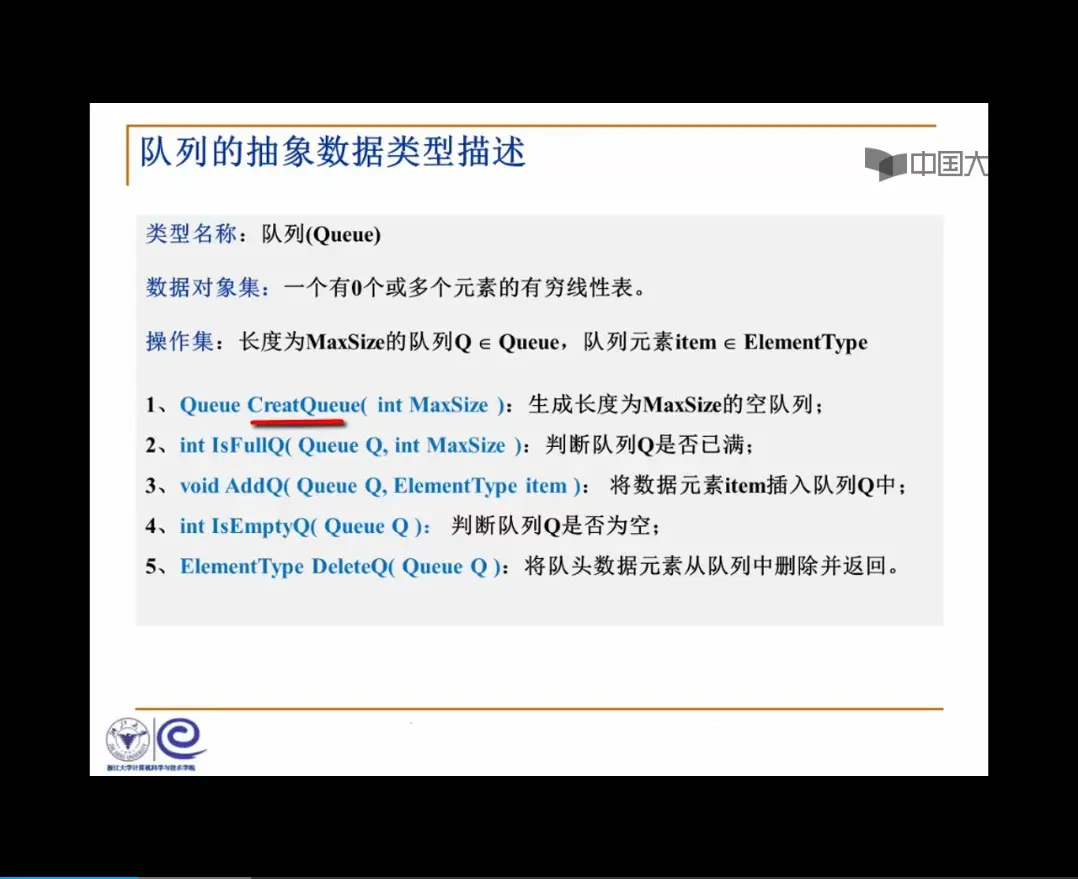 队列的抽象数据类型描述
中国大
类型名称：队列(Queue)
数据对象集：一个有0个或多个元素的有穷线性表。
操作集：长度为MaxSize的队列Q ∈ Queue，队列元素item ∈ ElementType
1、Queue CreatQueue( int MaxSize )：生成长度为MaxSize的空队列；
2、int IsFullQ( Queue Q, int MaxSize )：判断队列Q是否已满；
3、void AddQ( Queue Q, ElementType item )： 将数据元素item插入队列Q中；
4、int IsEmptyQ( Queue Q )： 判断队列Q是否为空；
5、ElementType DeleteQ( Queue Q )：将队头数据元素从队列中删除并返回。
浙江大学计算机科学与技术学院